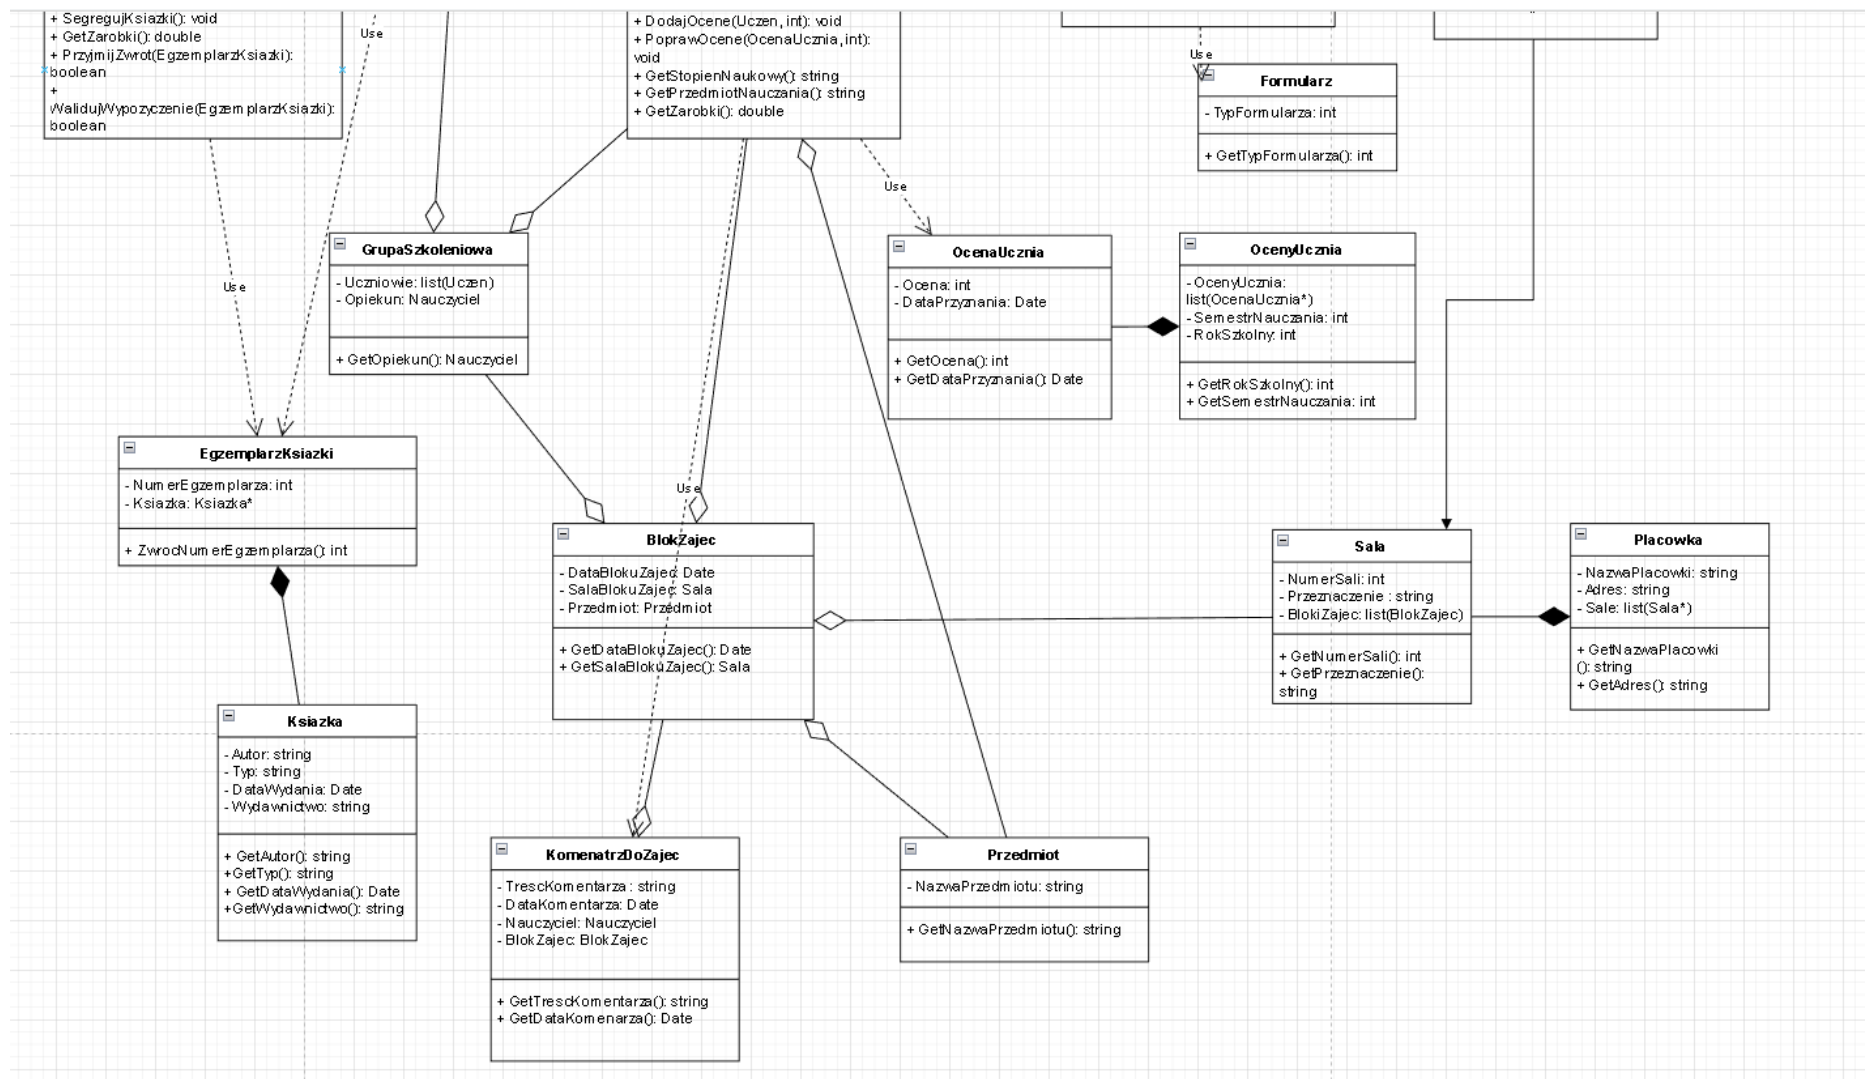 + SegregujKsiazki(): void
+ GetZarobki(): double
+ PrzyjmijZwrot(EgzemplarzKsiazki):
boolean
+
WalidujWypozyczenie(EgzemplarzKsiazki):
boolean
Use
+ DodajOcene(Uczen, int): void
+ PoprawOcene(OcenaUcznia, int):
void
+ GetStopienNaukowy(): string
+ GetPrzedmiotNauczania(): string
+ GetZarobki(): double
Use
Formularz
- TypFormularza: int
+ GetTypFormularza(): int
Use
Use
GrupaSzkoleniowa
- Uczniowie: list(Uczen)
- Opiekun: Nauczyciel
+ GetOpiekun(): Nauczyciel
OcenaUcznia
- Ocena: int
- DataPrzyznania: Date
+ GetOcena(): int
+ GetDataPrzyznania(): Date
OcenyUcznia
- OcenyUcznia:
list(OcenaUcznia*)
- SemestrNauczania: int
- RokSzkolny: int
+ GetRokSzkolny(): int
+ GetSemestrNauczania: int
EgzemplarzKsiazki
- NumerEgzemplarza: int
- Ksiazka: Ksiazka*
+ ZwrocNumerEgzemplarza(): int
Use
BlokZajec
- DataBlokuZajec: Date
- SalaBlokuZajec: Sala
- Przedmiot: Przedmiot
+ GetDataBlokuZajec(): Date
+ GetSalaBlokuZajec(): Sala
Sala
- NumerSali: int
- Przeznaczenie : string
- BlokiZajec: list(BlokZajec)
+ GetNumerSali(): int
+ GetPrzeznaczenie():
string
Placowka
- NazwaPlacowki: string
- Adres: string
- Sale: list(Sala*)
+ GetNazwaPlacowki
(): string
+ GetAdres(): string
Ksiazka
- Autor: string
- Typ: string
- DataWydania: Date
- Wydawnictwo: string
+ GetAutor(): string
+GetTyp(): string
+ GetDataWydania(): Date
+GetWydawnictwo(): string
KomenatrzDoZajec
- TrescKomentarza : string
- DataKomentarza: Date
- Nauczyciel: Nauczyciel
- BlokZajec: BlokZajec
+ GetTrescKomentarza(): string
+ GetDataKomenarza(): Date
Przedmiot
- NazwaPrzedmiotu: string
+ GetNazwaPrzedmiotu(): string